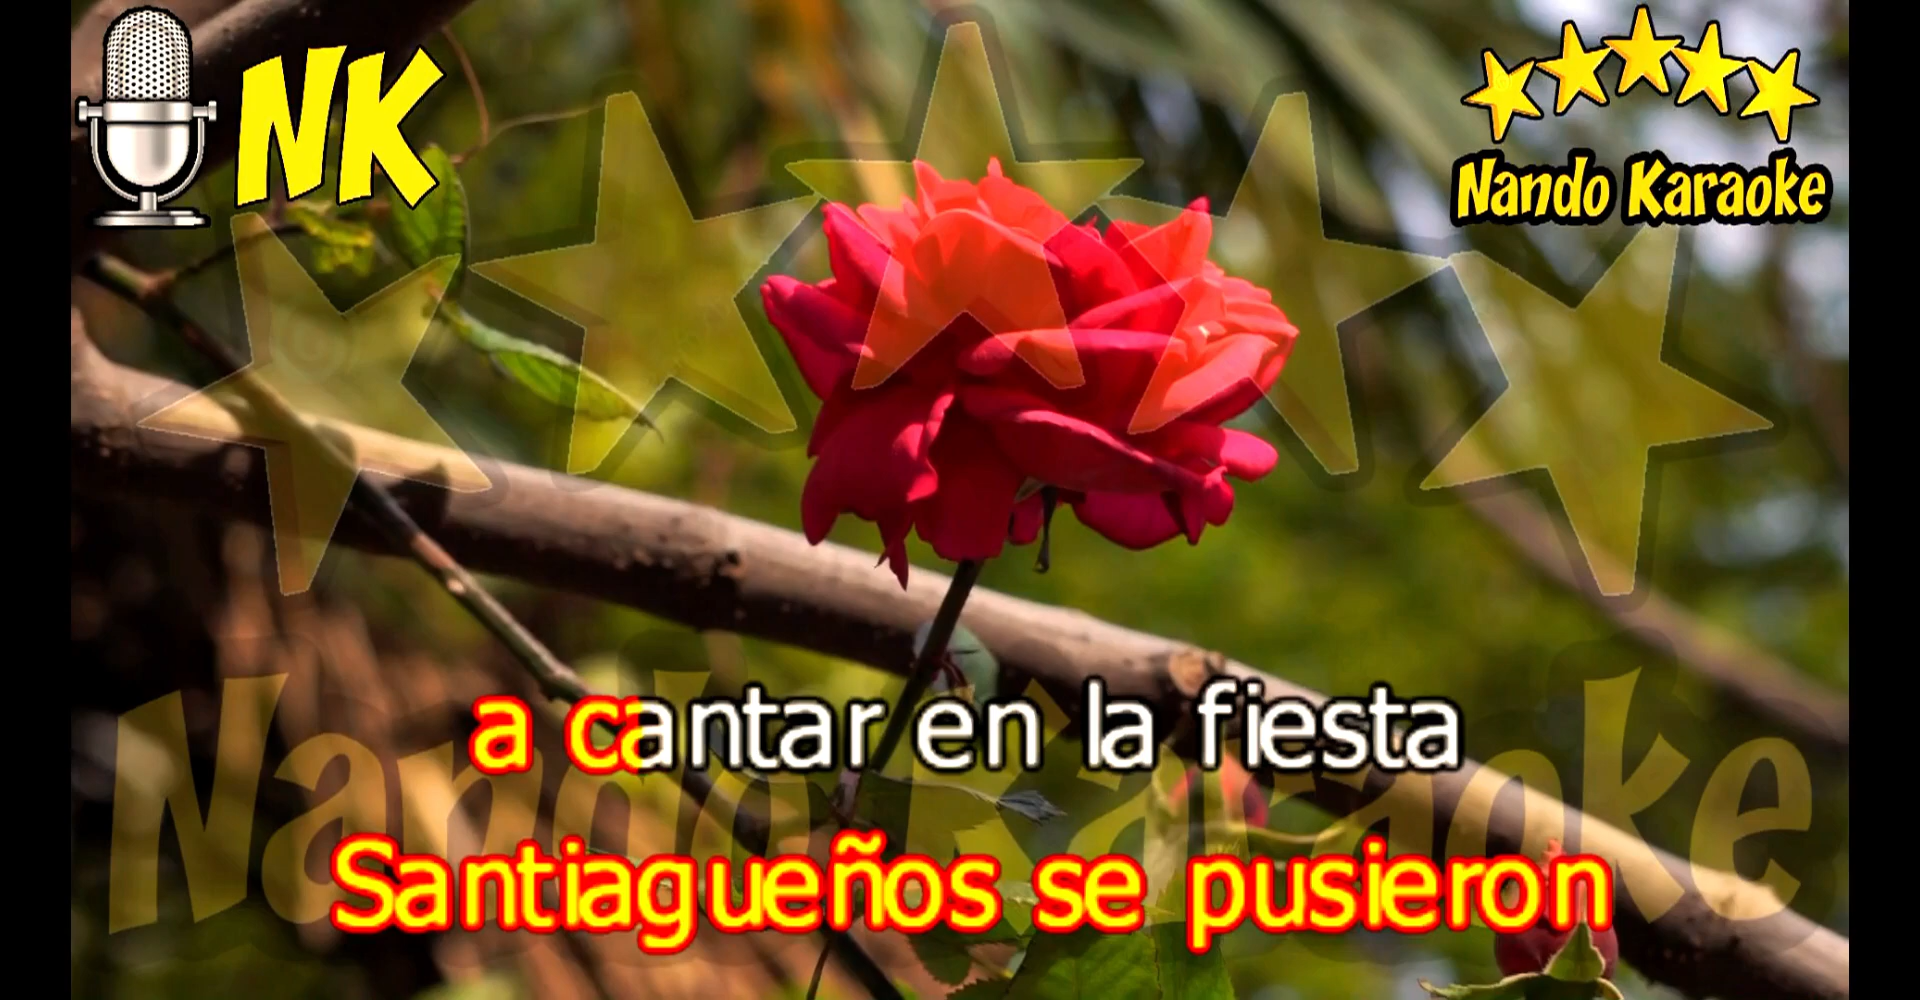 NK
Nando Karaoke
a cantar en la fiesta
Santiagueños se pusieron
Nando Karaoke